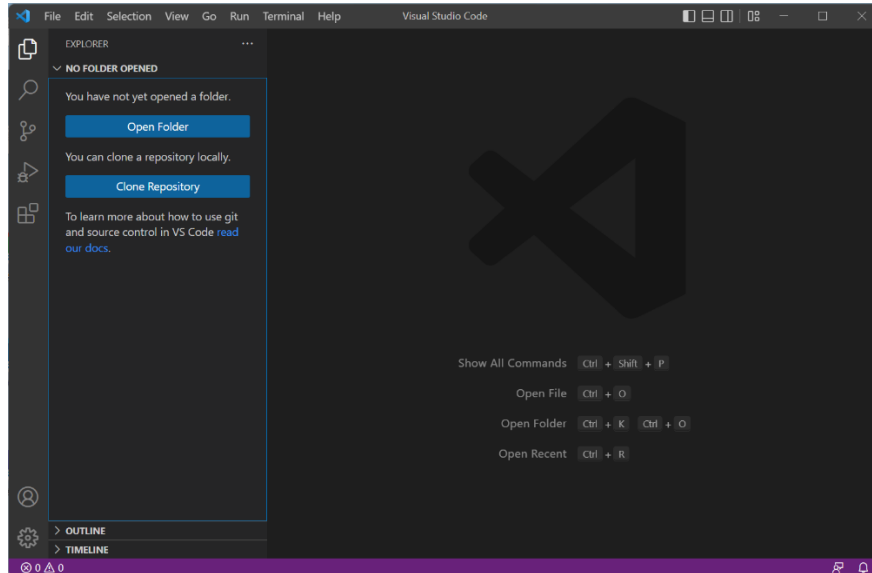 File Edit Selection View Go Run Terminal Help Visual Studio Code
EXPLORER
NO FOLDER OPENED
You have not yet opened a folder.
Open Folder
You can clone a repository locally.
Clone Repository
To learn more about how to use git
and source control in VS Code read
our docs.
Show All Commands Ctrl + Shift + P
Open File Ctrl + O
Open Folder Ctrl + K Ctrl + O
Open Recent Ctrl + R
OUTLINE
TIMELINE
0 0